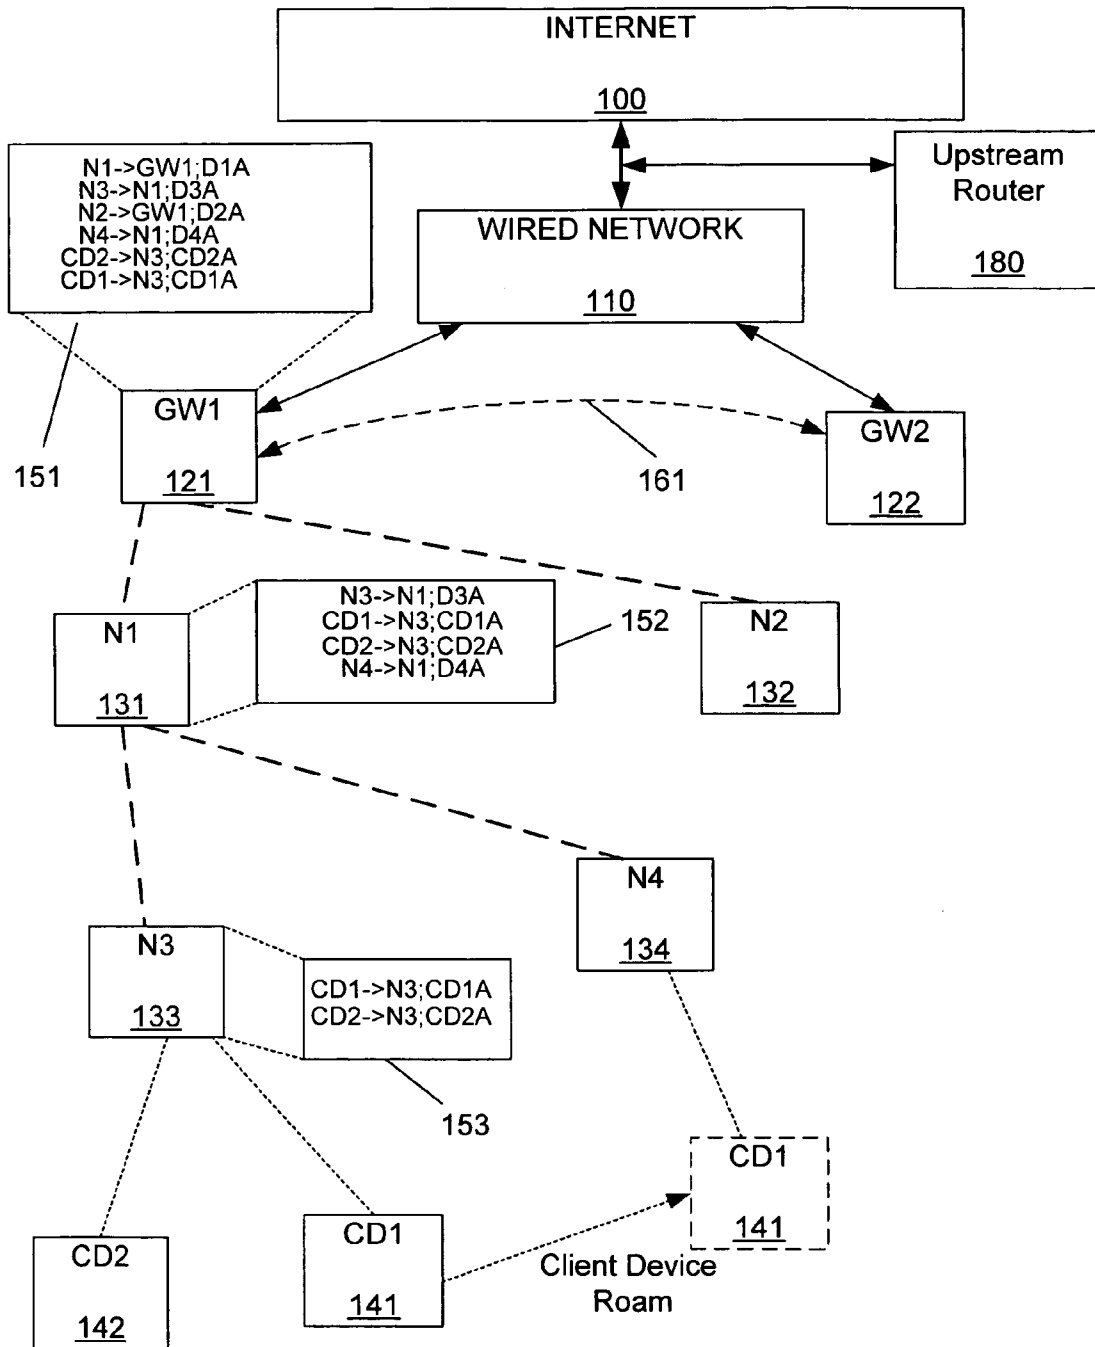 INTERNET
100
N1->GW1;D1A
N3->N1;D3A
N2->GW1;D2A
N4->N1;D4A
CD2->N3;CD2A
CD1->N3;CD1A
Upstream
Router
180
WIRED NETWORK
110
GW1
121
151
161
GW2
122
N1
131
N3->N1;D3A
CD1->N3;CD1A
CD2->N3;CD2A
N4->N1;D4A
152
N2
132
N4
134
N3
133
CD1->N3;CD1A
CD2->N3;CD2A
153
CD1
141
CD2
142
CD1
141
Client Device
Roam